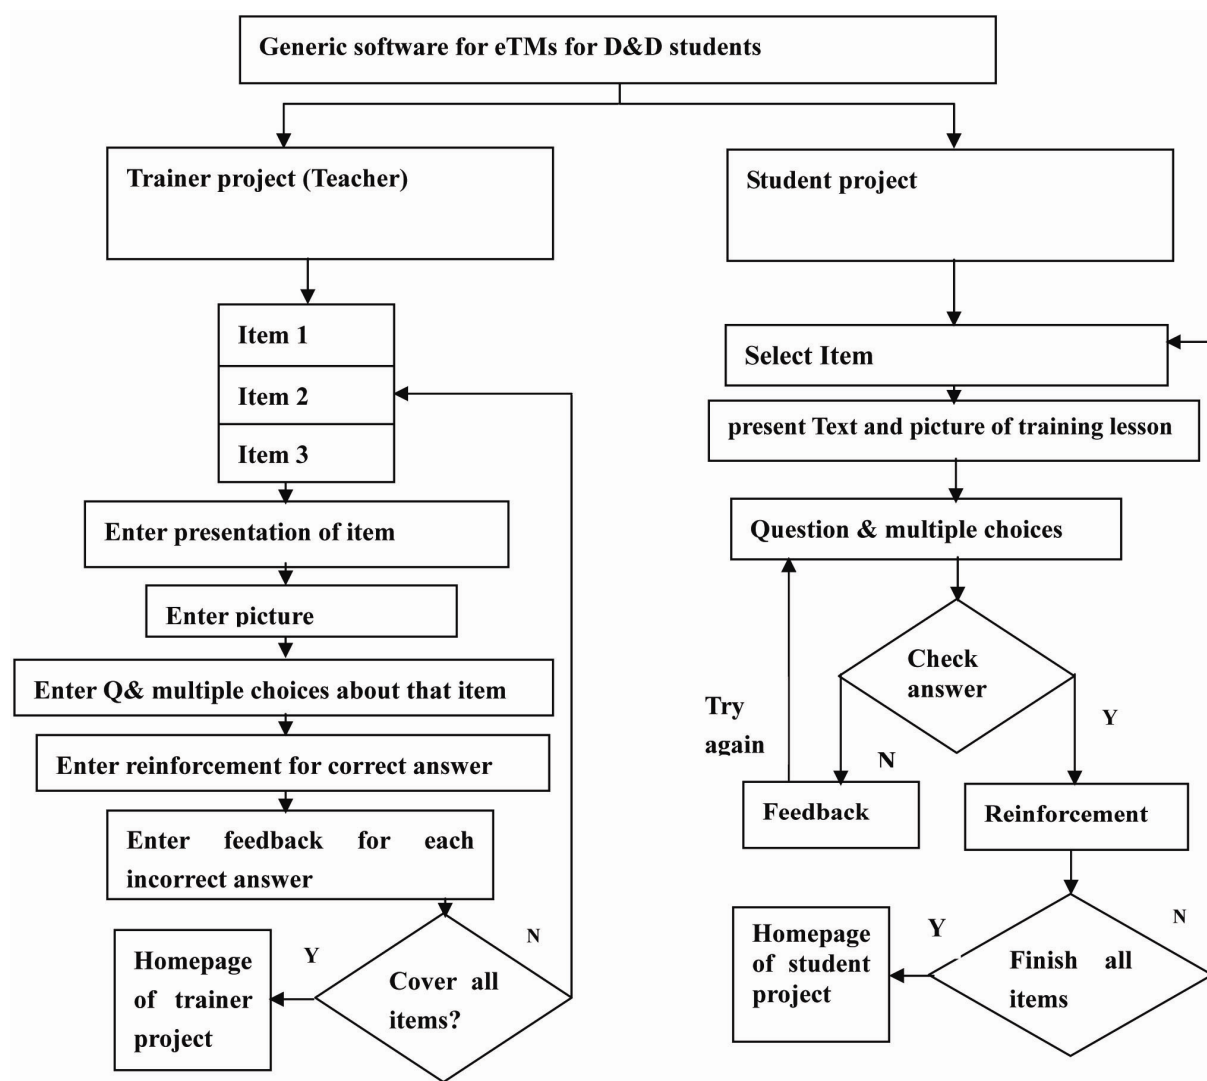 Generic software for eTMs for D&D students
Trainer project (Teacher)
Item 1
Item 2
Item 3
Enter presentation of item
Enter picture
Enter Q& multiple choices about that item
Enter reinforcement for correct answer
Enter feedback for each
incorrect answer
Cover all
items?
Y
N
Homepage
of trainer
project
Student project
Select Item
present Text and picture of training lesson
Question & multiple choices
Check
answer
Try
again
N
Y
Feedback
Reinforcement
Finish all
items
Y
N
Homepage
of student
project